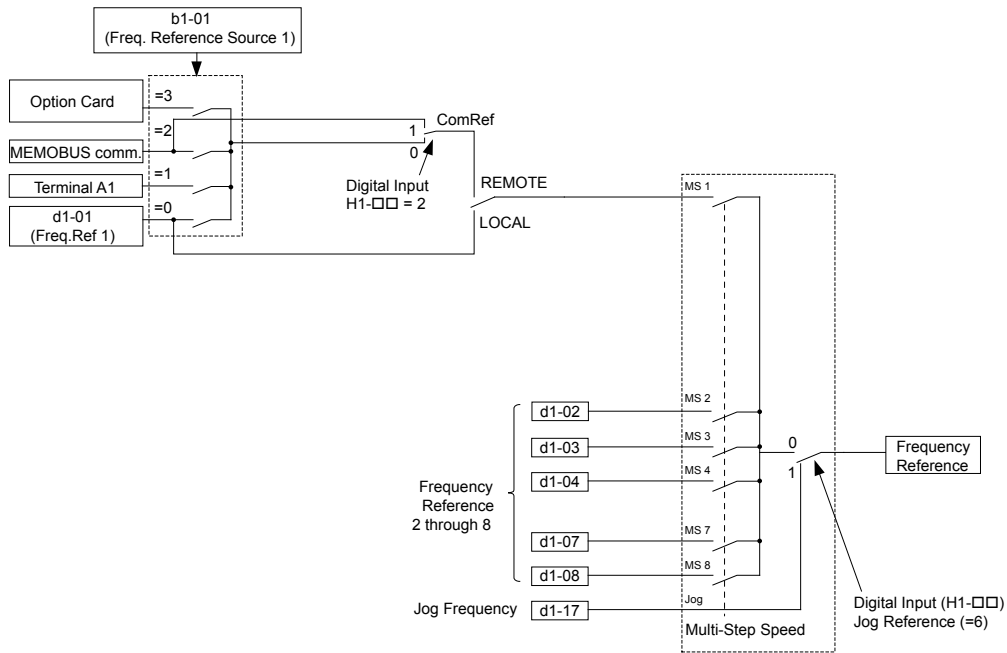 b1-01
(Freq. Reference Source 1)
Option Card
=3
=2
MEMOBUS comm.
Terminal A1
=1
d1-01
(Freq.Ref 1)
=0
ComRef
1
0
Digital Input
H1-□□ = 2
REMOTE
LOCAL
MS 1
MS 2
d1-02
MS 3
d1-03
MS 4
d1-04
Frequency
Reference
2 through 8
MS 7
d1-07
MS 8
d1-08
Jog Frequency
d1-17
Jog
Multi-Step Speed
0
1
Frequency
Reference
Digital Input (H1-□□)
Jog Reference (=6)